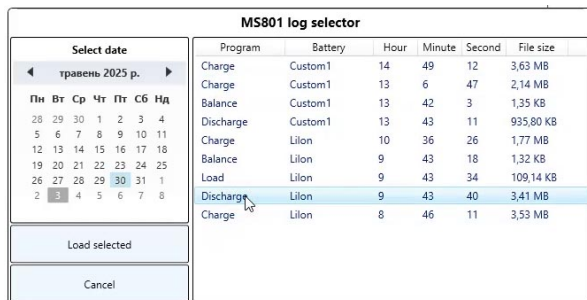 MS801 log selector
Select date
травень 2025 р.
Пн Вт Ср Чт Пт Сб Нд
28 29 30 1 2 3 4
5 6 7 8 9 10 11
12 13 14 15 16 17 18
19 20 21 22 23 24 25
26 27 28 29 30 31 1
2 3 4 5 6 7 8
Load selected
Cancel
Program Battery Hour Minute Second File size
Charge Custom1 14 49 12 3,63 MB
Charge Custom1 13 6 47 2,14 MB
Balance Custom1 13 42 3 1,35 KB
Discharge Custom1 13 43 11 935,80 KB
Charge LiIon 10 36 26 1,77 MB
Balance LiIon 9 43 18 1,32 KB
Load LiIon 9 43 34 109,14 KB
Discharge LiIon 9 43 40 3,41 MB
Charge LiIon 8 46 11 3,53 MB